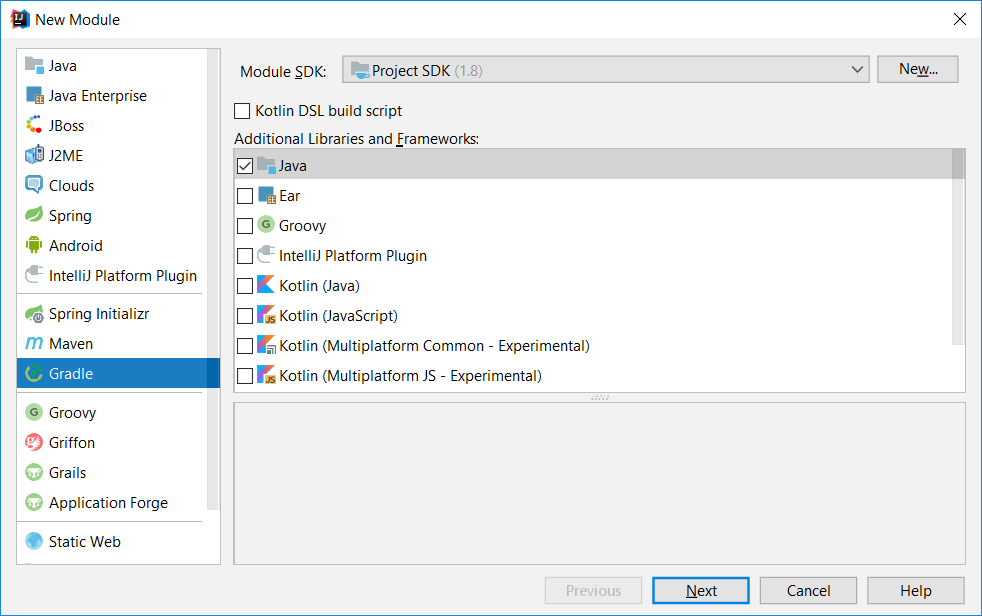 New Module
Java
Java Enterprise
JBoss
J2ME
Clouds
Spring
Android
IntelliJ Platform Plugin
Spring Initializr
Maven
Gradle
Groovy
Griffon
Grails
Application Forge
Static Web
Module SDK:
Project SDK (1.8)
New...
Kotlin DSL build script
Additional Libraries and Frameworks:
Java
Ear
Groovy
IntelliJ Platform Plugin
Kotlin (Java)
Kotlin (JavaScript)
Kotlin (Multiplatform Common - Experimental)
Kotlin (Multiplatform JS - Experimental)
Previous
Next
Cancel
Help